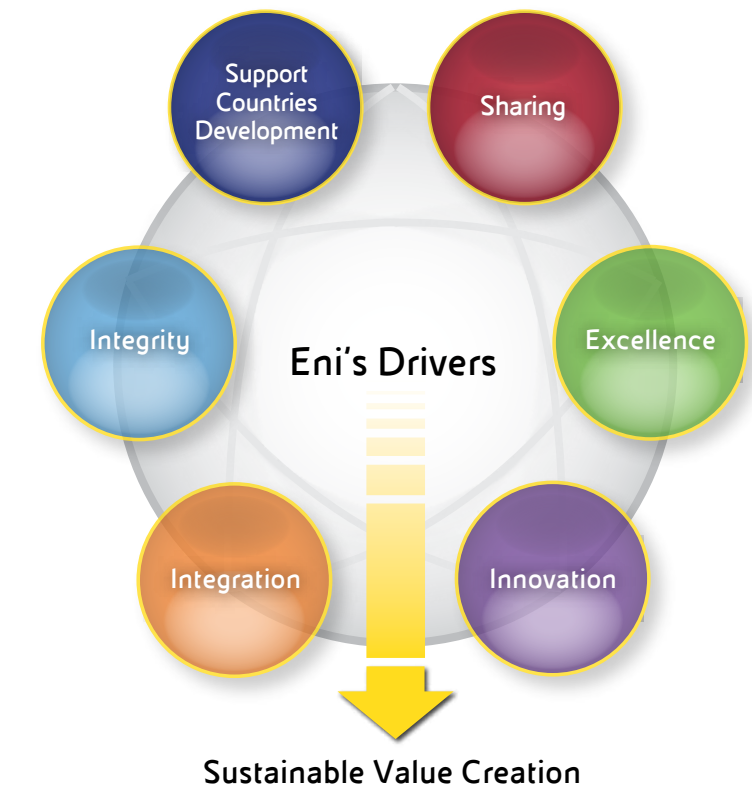 Support
Countries
Development
Sharing
Integrity
Excellence
Eni's Drivers
Integration
Innovation
Sustainable Value Creation